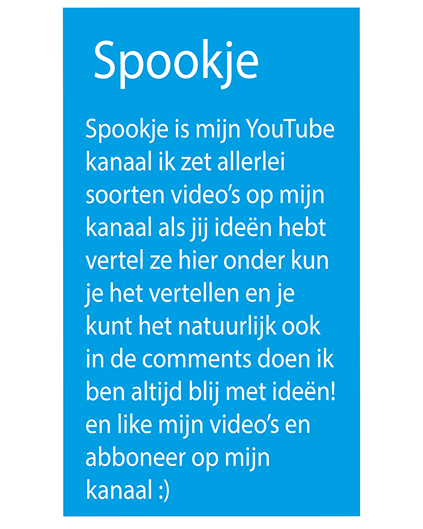 Spookje
Spookje is mijn YouTube
kanaal ik zet allerlei
soorten video's op mijn
kanaal als jij ideën hebt
vertel ze hier onder kun
je het vertellen en je
kunt het natuurlijk ook
in de comments doen ik
ben altijd blij met ideën!
en like mijn video's en
abboneer op mijn
kanaal :)